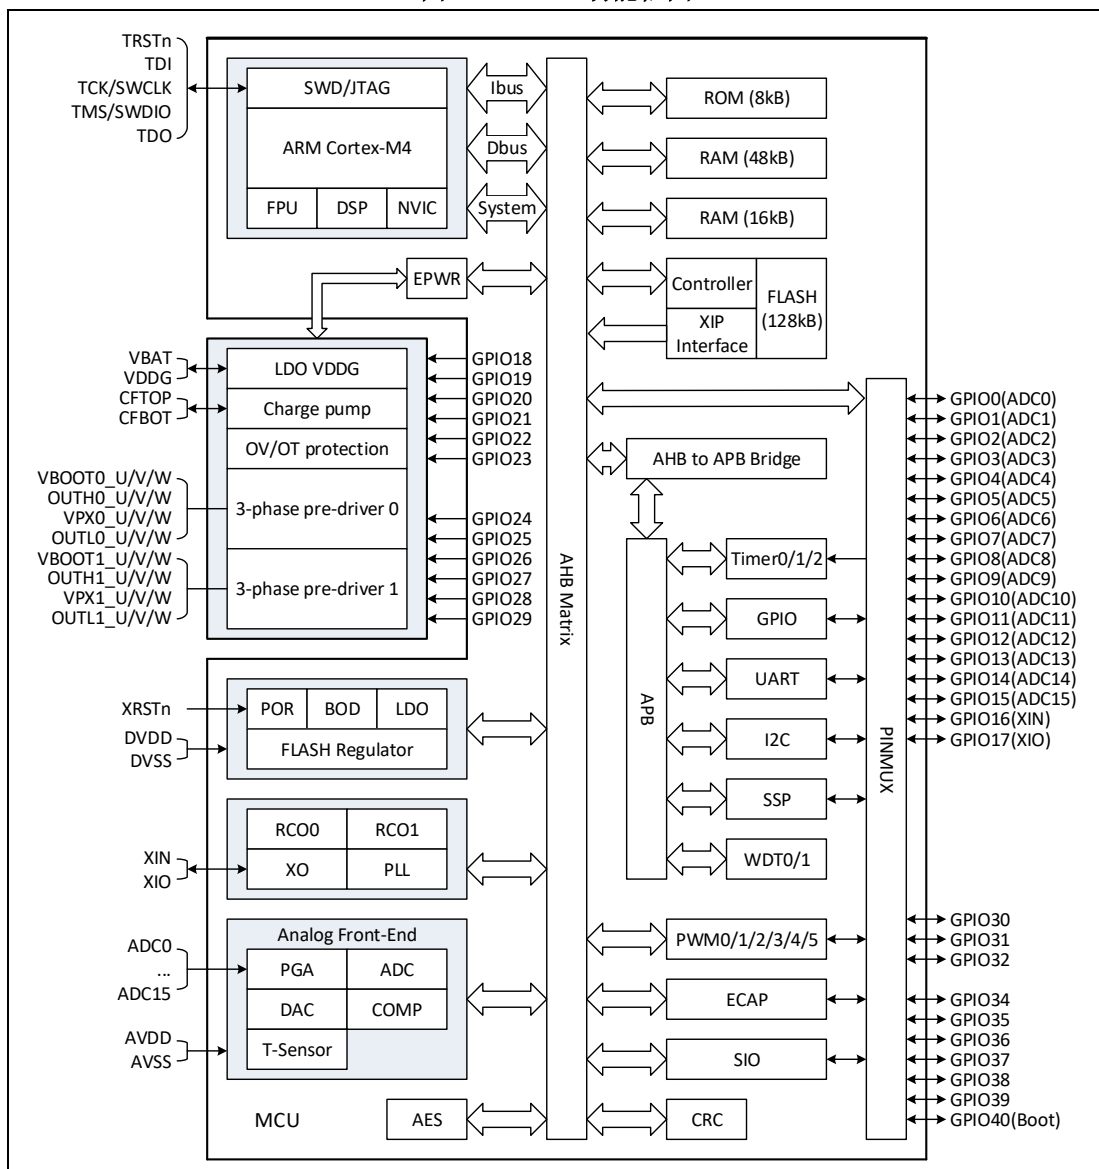 TRSTn
TDI
TCK/SWCLK
TMS/SWDIO
TDO
SWD/JTAG
ARM Cortex-M4
FPU
DSP
NVIC
Ibus
Dbus
System
EPWR
ROM (8kB)
RAM (48kB)
RAM (16kB)
Controller
XIP
Interface
FLASH
(128kB)
VBAT
VDDG
CFTOP
CFBOT
VBOOT0_U/V/W
OUTH0_U/V/W
VPX0_U/V/W
OUTL0_U/V/W
VBOOT1_U/V/W
OUTH1_U/V/W
VPX1_U/V/W
OUTL1_U/V/W
LDO VDDG
Charge pump
OV/OT protection
3-phase pre-driver 0
3-phase pre-driver 1
GPIO18
GPIO19
GPIO20
GPIO21
GPIO22
GPIO23
GPIO24
GPIO25
GPIO26
GPIO27
GPIO28
GPIO29
AHB Matrix
AHB to APB Bridge
APB
Timer0/1/2
GPIO
UART
I2C
SSP
WDT0/1
PINMUX
GPIO0(ADC0)
GPIO1(ADC1)
GPIO2(ADC2)
GPIO3(ADC3)
GPIO4(ADC4)
GPIO5(ADC5)
GPIO6(ADC6)
GPIO7(ADC7)
GPIO8(ADC8)
GPIO9(ADC9)
GPIO10(ADC10)
GPIO11(ADC11)
GPIO12(ADC12)
GPIO13(ADC13)
GPIO14(ADC14)
GPIO15(ADC15)
GPIO16(XIN)
GPIO17(XIO)
XRSTn
DVDD
DVSS
POR
BOD
LDO
FLASH Regulator
XIN
XIO
RCO0
RCO1
XO
PLL
ADC0
...
ADC15
AVDD
AVSS
Analog Front-End
PGA
ADC
DAC
COMP
T-Sensor
PWM0/1/2/3/4/5
ECAP
SIO
GPIO30
GPIO31
GPIO32
GPIO34
GPIO35
GPIO36
GPIO37
GPIO38
GPIO39
GPIO40(Boot)
MCU
AES
CRC